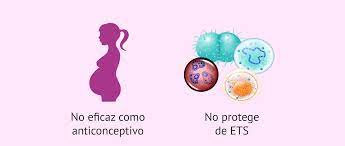 No eficaz como
anticonceptivo
No protege
de ETS